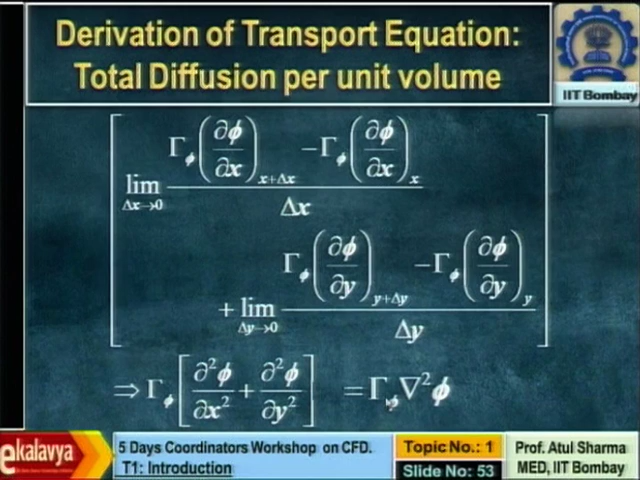 Derivation of Transport Equation:
Total Diffusion per unit volume
IIT Bombay
[ lim_{Δx→0} (Γ_ϕ (∂ϕ/∂x)_{x+Δx} − Γ_ϕ (∂ϕ/∂x)_x) / Δx
+ lim_{Δy→0} (Γ_ϕ (∂ϕ/∂y)_{y+Δy} − Γ_ϕ (∂ϕ/∂y)_y) / Δy ]
⇒ Γ_ϕ [ ∂²ϕ/∂x² + ∂²ϕ/∂y² ] = Γ_ϕ ∇²ϕ
ekalavya
5 Days Coordinators Workshop on CFD.
T1: Introduction
Topic No.: 1
Slide No: 53
Prof. Atul Sharma
MED, IIT Bombay